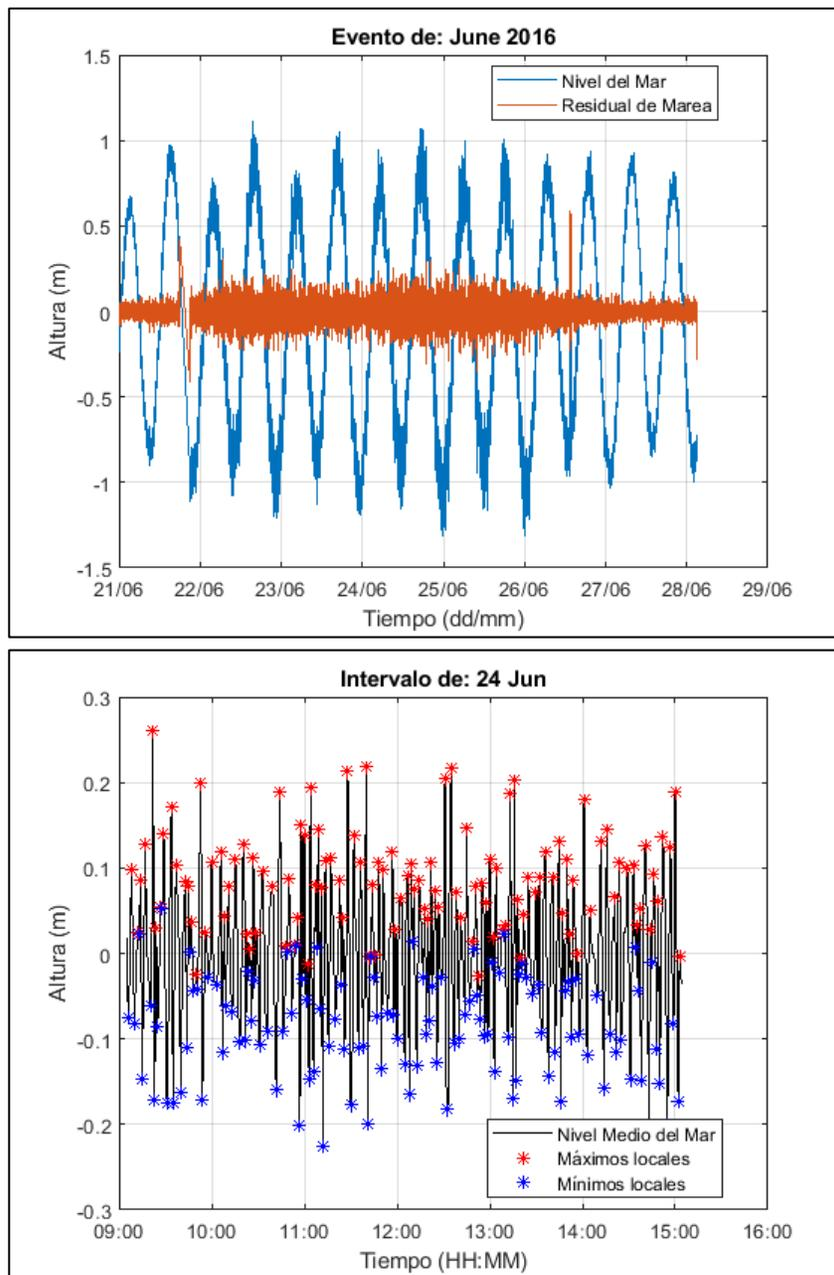 Evento de: June 2016
1.5
1
0.5
0
-0.5
-1
-1.5
Altura (m)
Nivel del Mar
Residual de Marea
21/06 22/06 23/06 24/06 25/06 26/06 27/06 28/06 29/06
Tiempo (dd/mm)
Intervalo de: 24 Jun
0.3
0.2
0.1
0
-0.1
-0.2
-0.3
Altura (m)
Nivel Medio del Mar
Máximos locales
Mínimos locales
09:00 10:00 11:00 12:00 13:00 14:00 15:00 16:00
Tiempo (HH:MM)